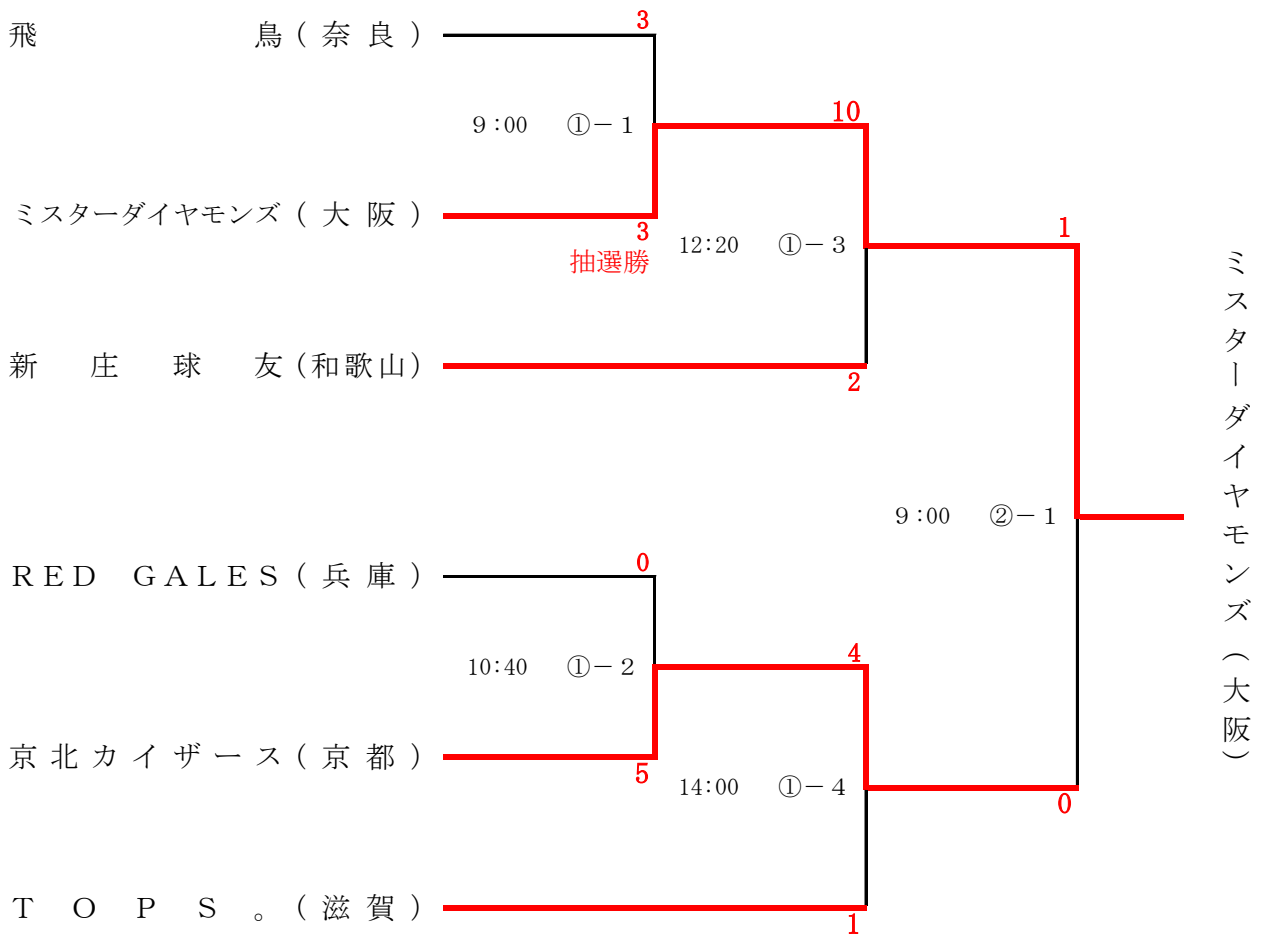 飛鳥(奈良) 3
10
9:00 ①－1
ミスターダイヤモンズ(大阪) 3
抽選勝
12:20 ①－3
1
新庄球友(和歌山) 2
ミスターダイヤモンズ(大阪)
9:00 ②－1
RED GALES(兵庫) 0
4
10:40 ①－2
京北カイザース(京都) 5
14:00 ①－4
0
TOPS。(滋賀) 1